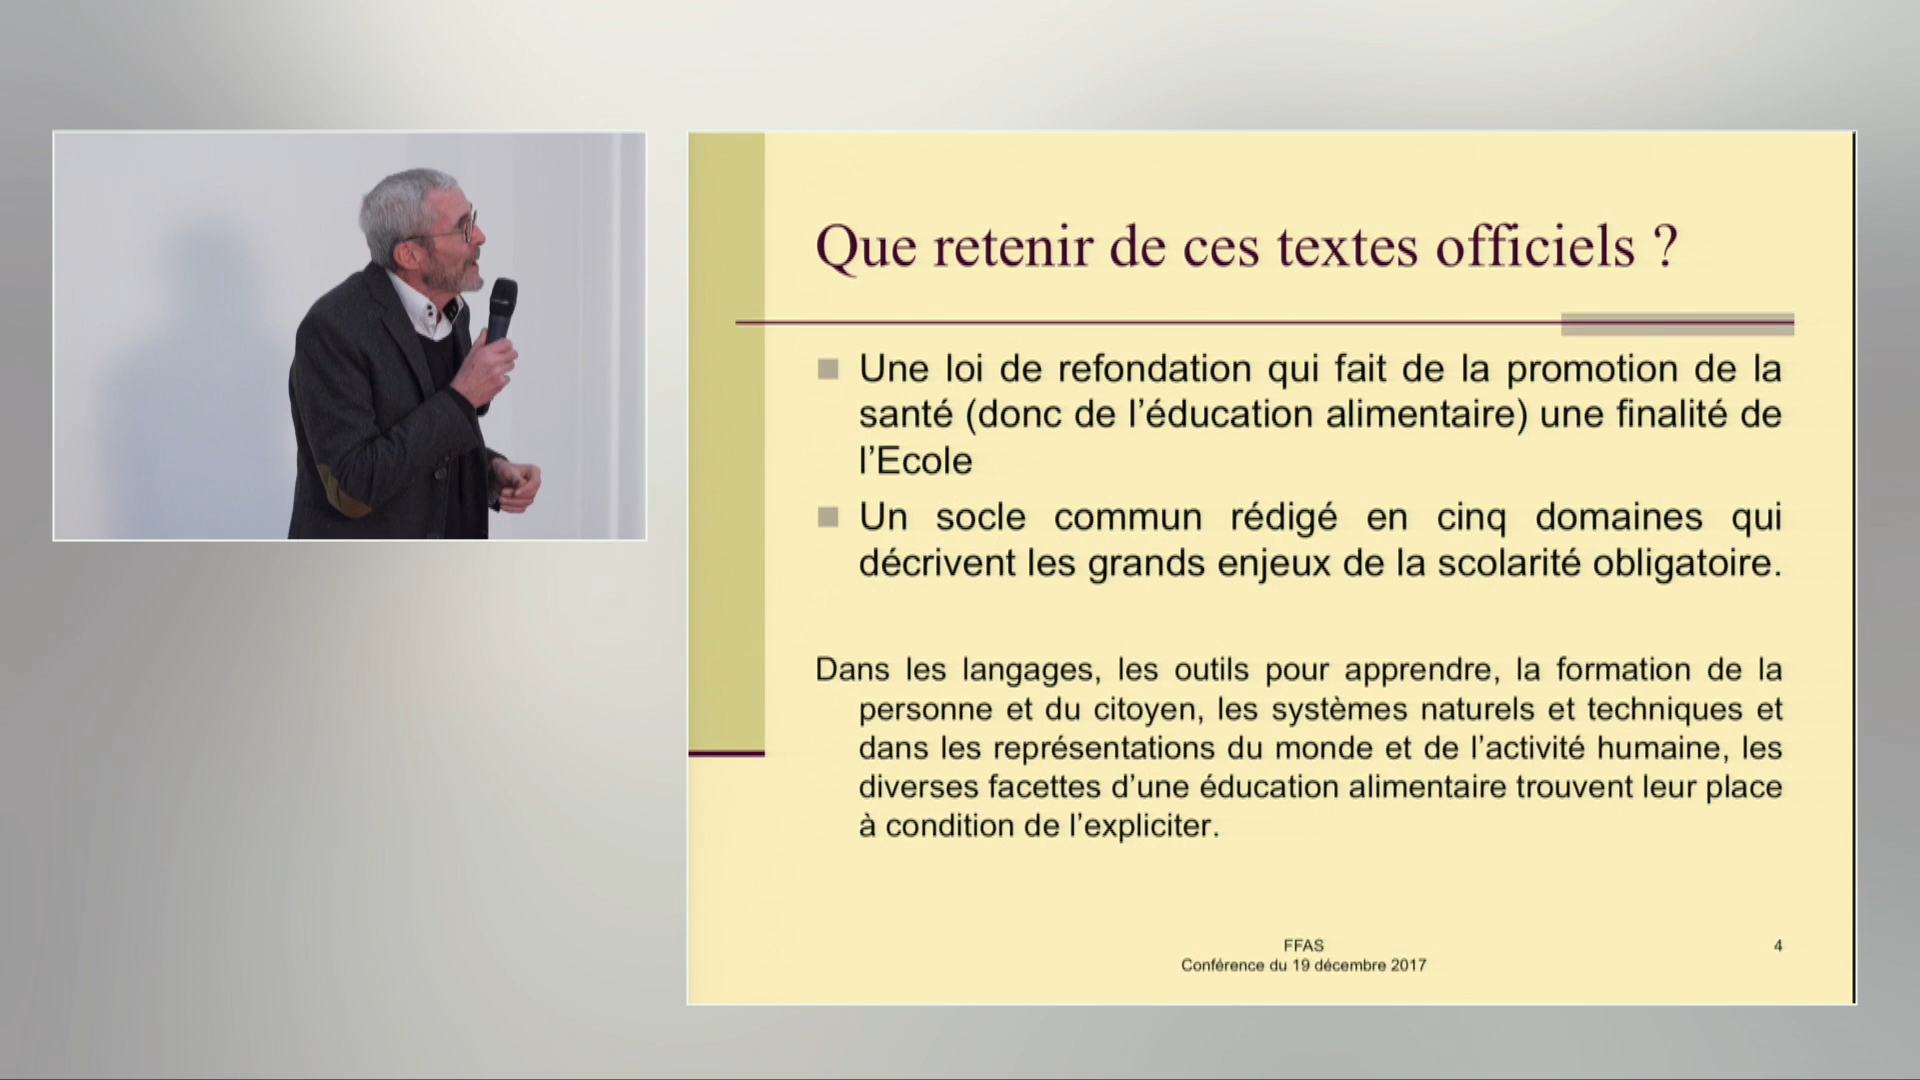 Que retenir de ces textes officiels ?
Une loi de refondation qui fait de la promotion de la
santé (donc de l'éducation alimentaire) une finalité de
l'Ecole
Un socle commun rédigé en cinq domaines qui
décrivent les grands enjeux de la scolarité obligatoire.
Dans les langages, les outils pour apprendre, la formation de la
personne et du citoyen, les systèmes naturels et techniques et
dans les représentations du monde et de l'activité humaine, les
diverses facettes d'une éducation alimentaire trouvent leur place
à condition de l'expliciter.
FFAS
Conférence du 19 décembre 2017
4